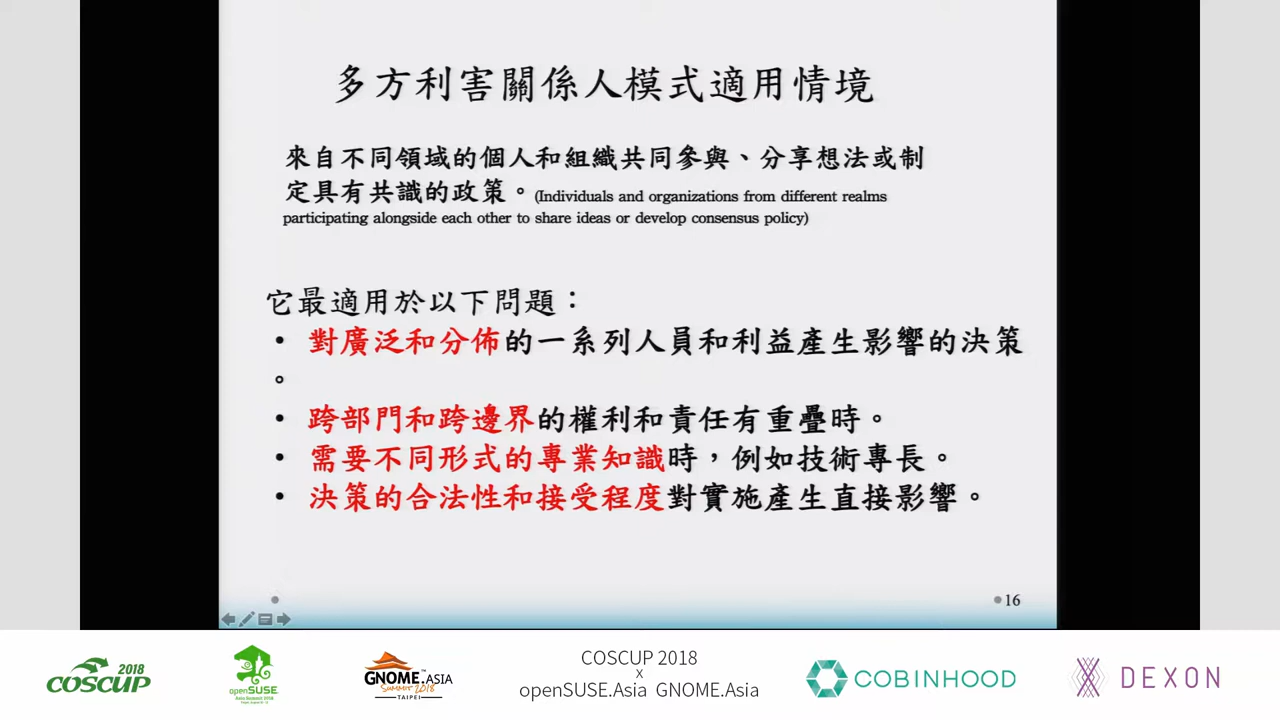 多方利害關係人模式適用情境
來自不同領域的個人和組織共同參與、分享想法或制
定具有共識的政策。(Individuals and organizations from different realms
participating alongside each other to share ideas or develop consensus policy)
它最適用於以下問題：
• 對廣泛和分佈的一系列人員和利益產生影響的決策
。
• 跨部門和跨邊界的權利和責任有重疊時。
• 需要不同形式的專業知識時，例如技術專長。
• 決策的合法性和接受程度對實施產生直接影響。
16
2018
COSCUP
openSUSE
Asia Summit 2018
GNOME.ASIA
Summit 2018
TAIPEI
COSCUP 2018
x
openSUSE.Asia GNOME.Asia
COBINHOOD
DEXON